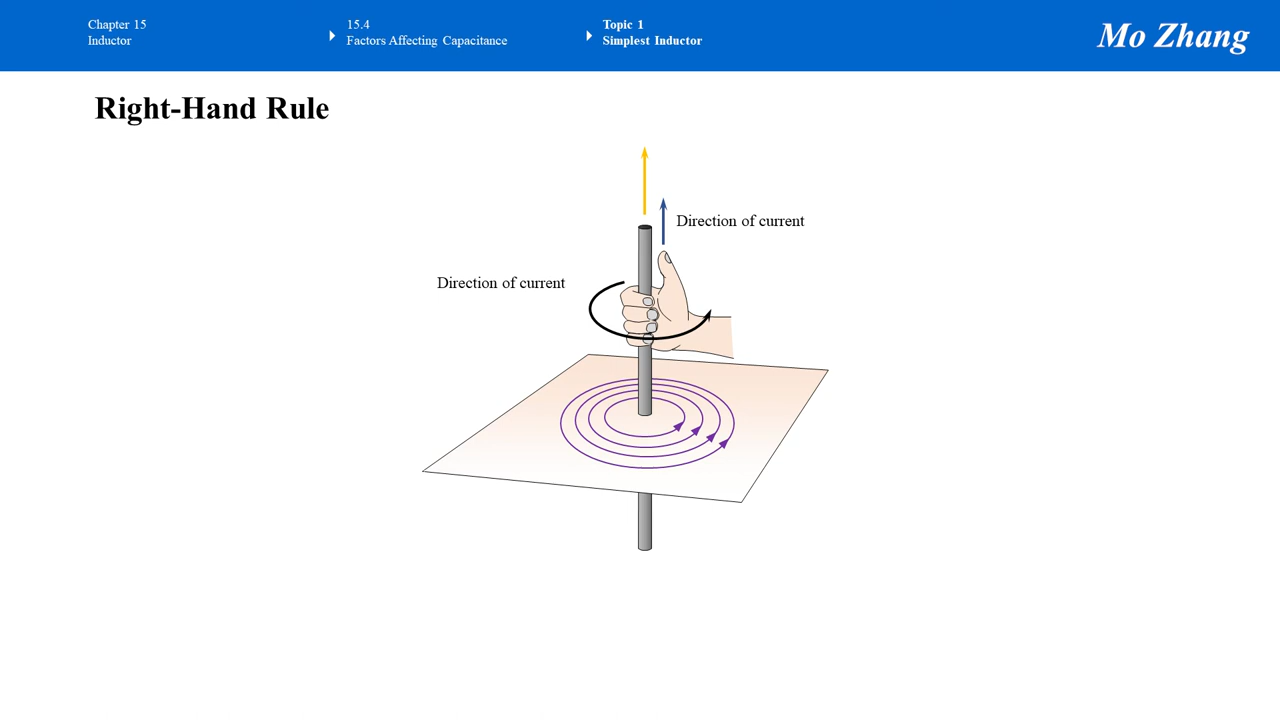 Chapter 15
Inductor
15.4
Factors Affecting Capacitance
Topic 1
Simplest Inductor
Mo Zhang
Right-Hand Rule
Direction of current
Direction of current